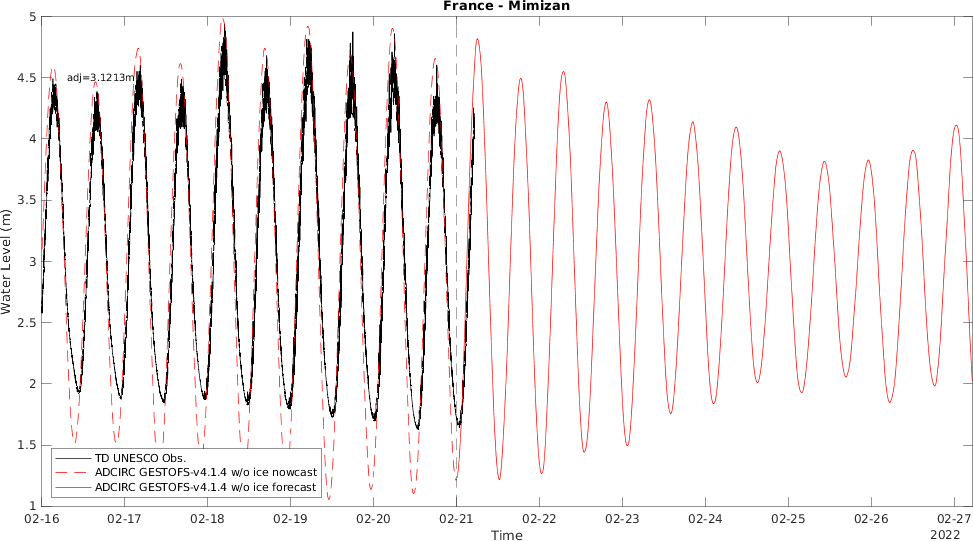 France - Mimizan
Water Level (m)
5
4.5
4
3.5
3
2.5
2
1.5
1
adj=3.1213m
TD UNESCO Obs.
ADCIRC GESTOFS-v4.1.4 w/o ice nowcast
ADCIRC GESTOFS-v4.1.4 w/o ice forecast
02-16 02-17 02-18 02-19 02-20 02-21 02-22 02-23 02-24 02-25 02-26 02-27
Time
2022